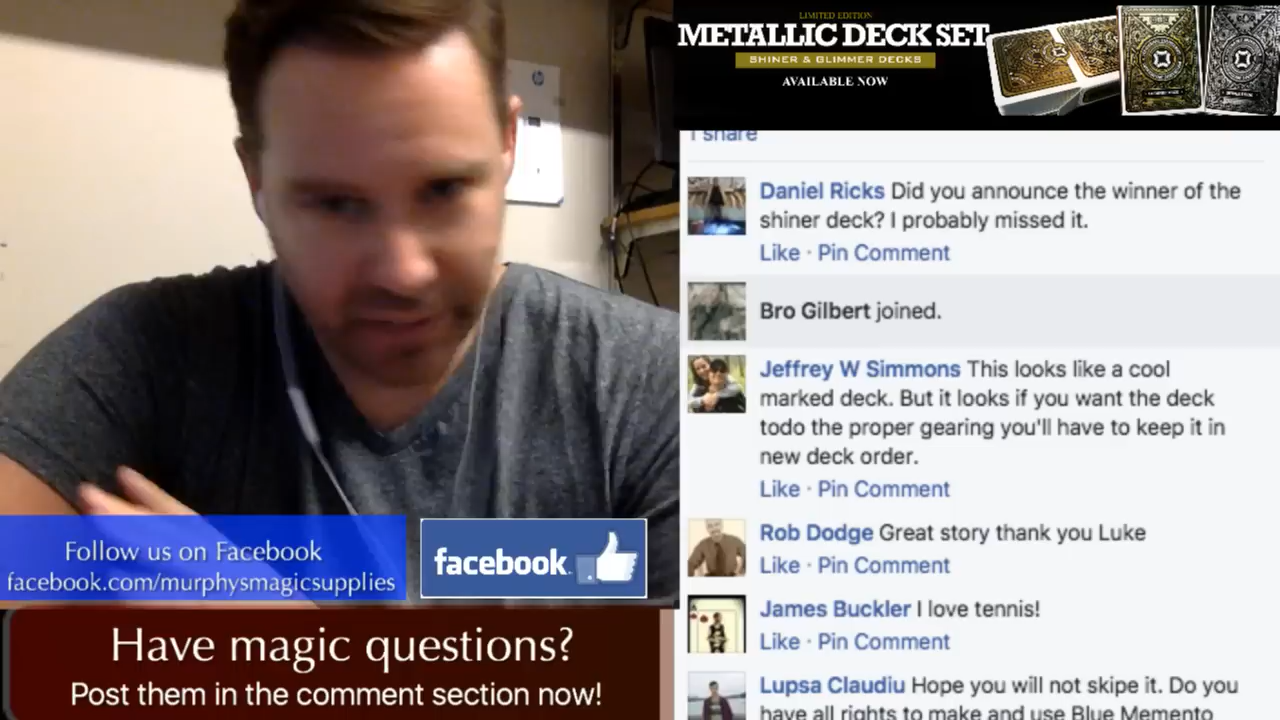 LIMITED EDITION
METALLIC DECK SET
SHINER & GLIMMER DECKS
AVAILABLE NOW
1 share
Daniel Ricks Did you announce the winner of the
shiner deck? I probably missed it.
Like · Pin Comment
Bro Gilbert joined.
Jeffrey W Simmons This looks like a cool
marked deck. But it looks if you want the deck
todo the proper gearing you'll have to keep it in
new deck order.
Like · Pin Comment
Rob Dodge Great story thank you Luke
Like · Pin Comment
James Buckler I love tennis!
Like · Pin Comment
Lupsa Claudiu Hope you will not skipe it. Do you
have all rights to make and use Blue Memento
Follow us on Facebook
facebook.com/murphysmagicsupplies
facebook
Have magic questions?
Post them in the comment section now!
hp